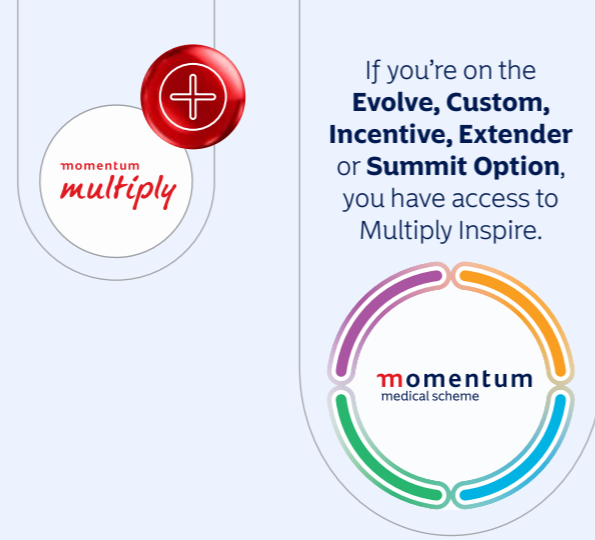 momentum
multiply
If you’re on the
Evolve, Custom,
Incentive, Extender
or Summit Option,
you have access to
Multiply Inspire.
momentum
medical scheme